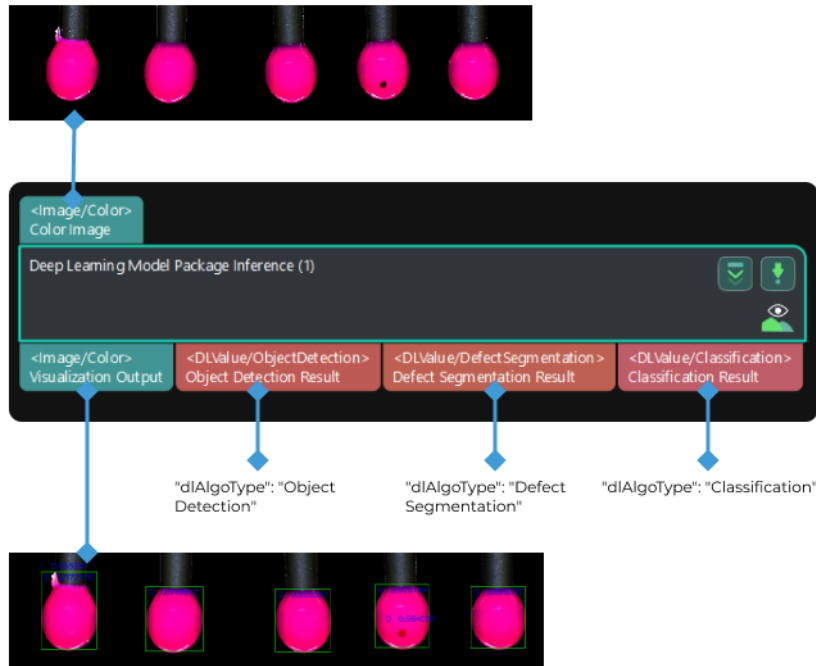 <Image/Color>
Color Image
Deep Learning Model Package Inference (1)
<Image/Color>
Visualization Output
<DLValue/ObjectDetection>
Object Detection Result
<DLValue/DefectSegmentation>
Defect Segmentation Result
<DLValue/Classification>
Classification Result
"dlAlgoType": "Object
Detection"
"dlAlgoType": "Defect
Segmentation"
"dlAlgoType": "Classification"